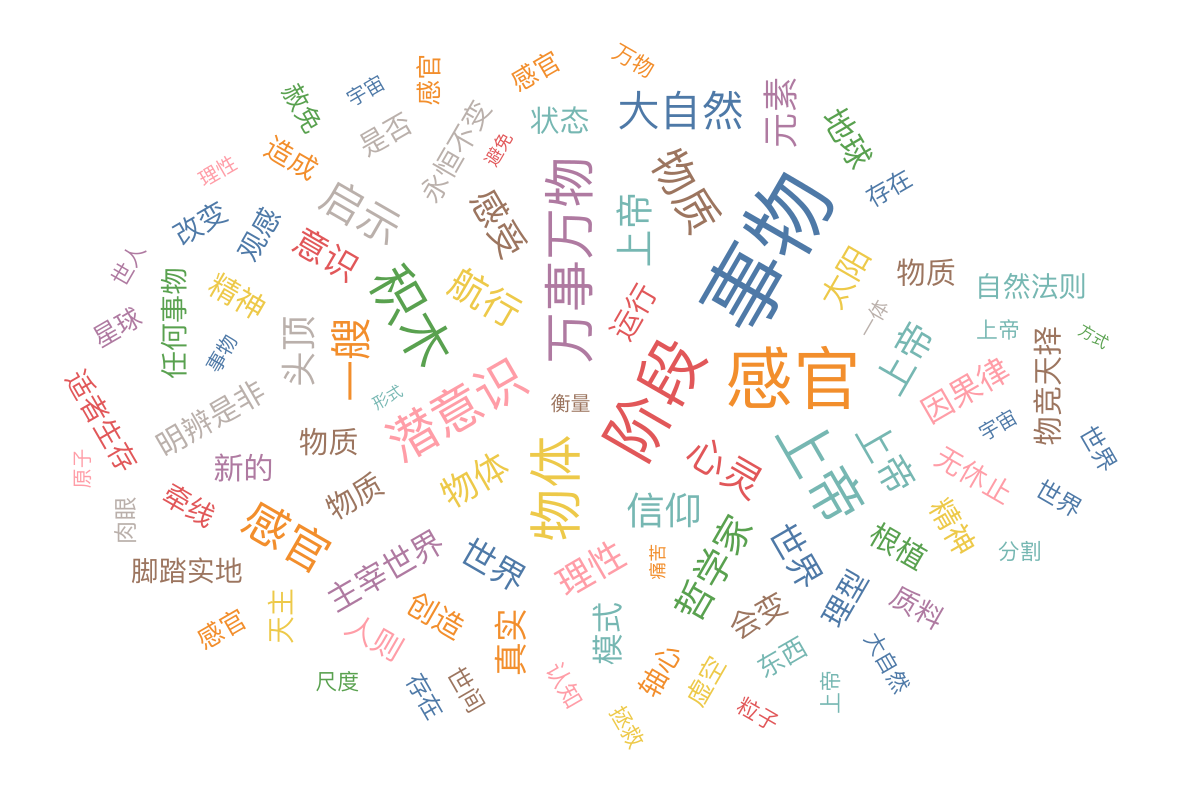 万物
感官
感官
宇宙
赦免
大自然
元素
状态
是否
永恒不变
避免
地球
造成
理性
物质
存在
万事万物
事物
上帝
感受
启示
改变
观感
意识
世人
任何事物
精神
积木
航行
太阳
物质
自然法则
运行
一体
上帝
方式
星球
事物
头顶
一艘
阶段
感官
上帝
物竞天择
因果律
适者生存
明辨是非
形式
潜意识
衡量
宇宙
世界
原子
新的
物质
物体
物体
心灵
上帝
上帝
无休止
世界
肉眼
牵线
物质
信仰
精神
感官
根植
分割
脚踏实地
主宰世界
世界
理性
痛苦
哲学家
世界
理型
质料
感官
天主
人则
创造
真实
模式
会变
东西
大自然
尺度
存在
世间
认知
轴心
虚空
上帝
拯救
粒子